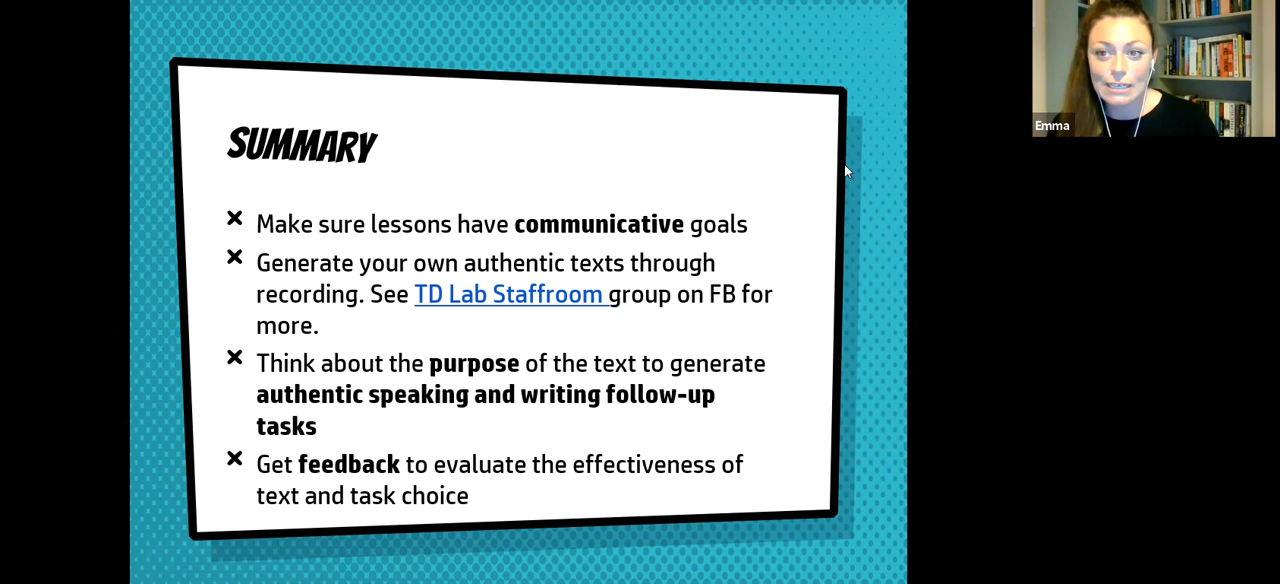 SUMMARY
Make sure lessons have communicative goals
Generate your own authentic texts through
recording. See TD Lab Staffroom group on FB for
more.
Think about the purpose of the text to generate
authentic speaking and writing follow-up
tasks
Get feedback to evaluate the effectiveness of
text and task choice
Emma